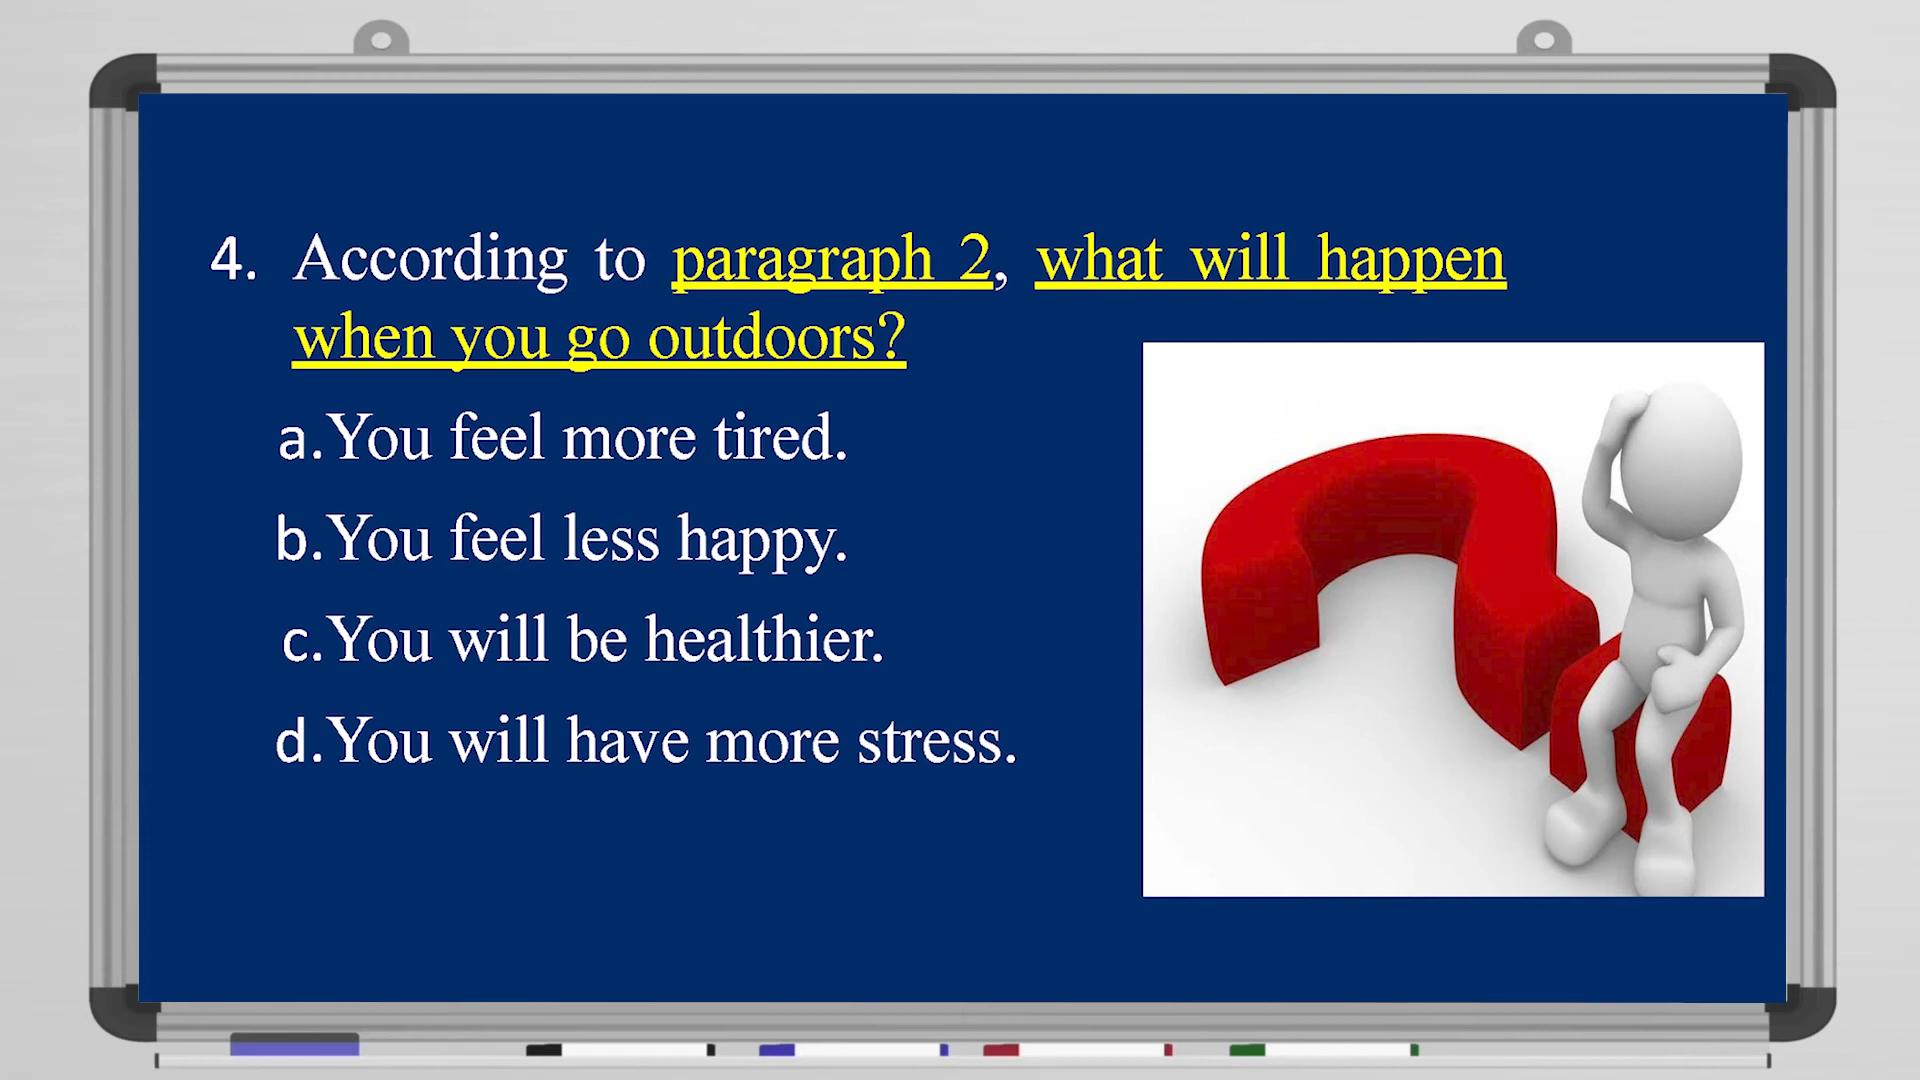 4. According to paragraph 2, what will happen
when you go outdoors?
a. You feel more tired.
b. You feel less happy.
c. You will be healthier.
d. You will have more stress.